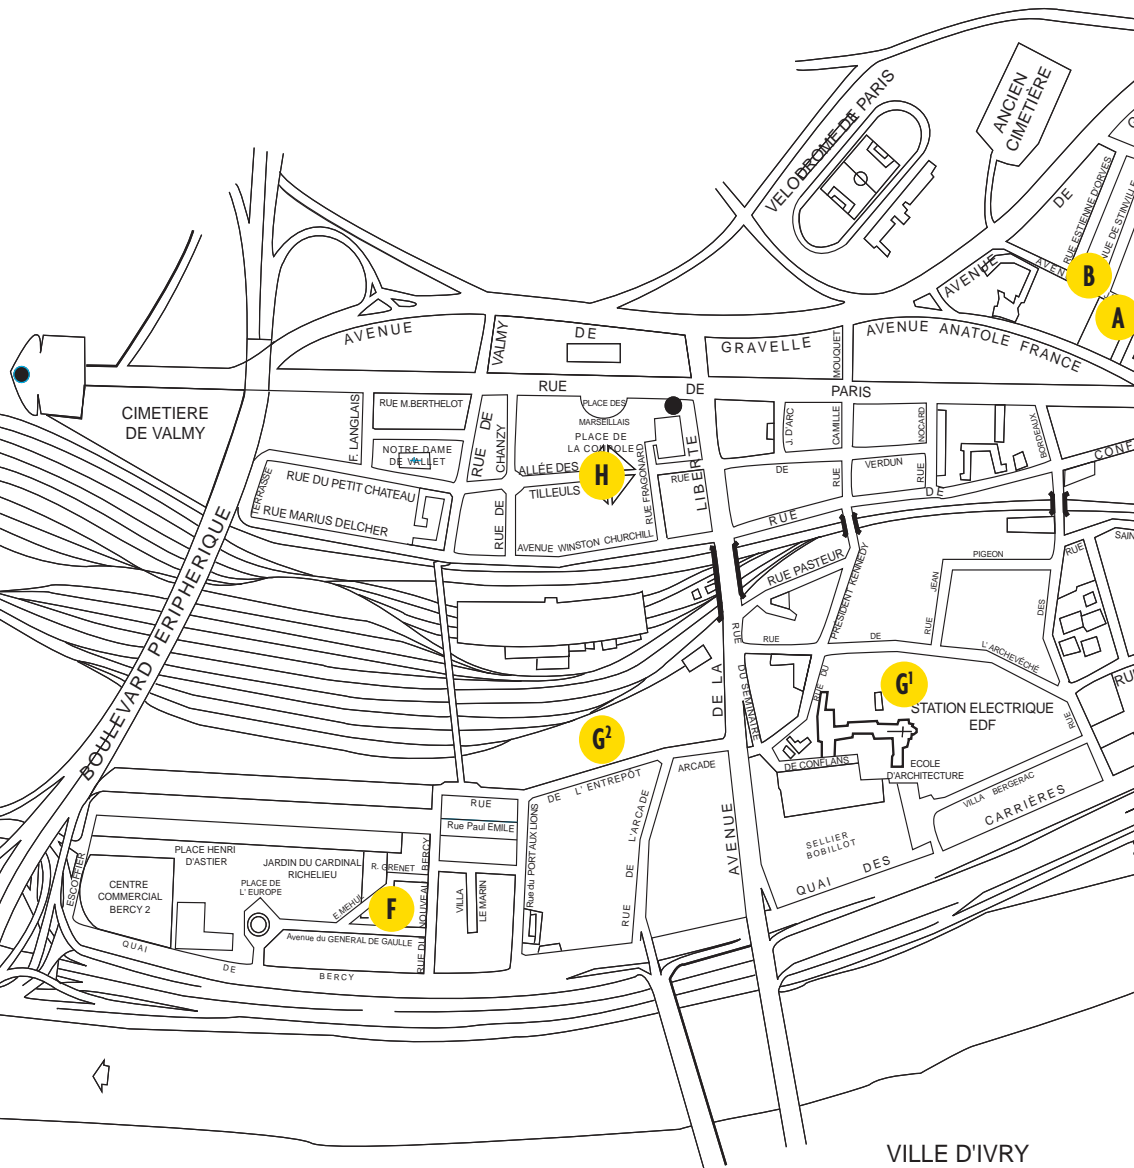 VELODROME DE PARIS
ANCIEN
CIMETIÈRE
DE
RUE ESTIENNE D'ORVES
B
A
AVENUE
AVENUE
DE
GRAVELLE
AVENUE ANATOLE FRANCE
VALMY
MOUQUET
RUE
DE
PARIS
CIMETIERE
DE VALMY
F. LANGLAIS
RUE M.BERTHELOT
NOTRE DAME
DE VALLET
RUE DE
CHANZY
PLACE DES
MARSEILLAIS
PLACE DE
LA COUPOLE
ALLÉE DES
TILLEULS
H
RUE FRAGONARD
RUE
LIBERTE
J. D'ARC
CAMILLE
RUE
NOCARD
RUE
DE
VERDUN
BORDEAUX
TERRASSE
RUE DU PETIT CHATEAU
RUE MARIUS DELCHER
RUE DE
AVENUE WINSTON CHURCHILL
RUE
DE
BOULEVARD PERIPHERIQUE
RUE PASTEUR
PRESIDENT KENNEDY
RUE DU
PIGEON
RUE
JEAN
RUE
DES
RUE
DE
L'ARCHEVÊCHÉ
RUE
RUE
DU SEMINAIRE
DE LA
AVENUE
G1
STATION ELECTRIQUE
EDF
G2
ECOLE
D'ARCHITECTURE
DE CONFLANS
VILLA BERGERAC
QUAI
DES
CARRIÈRES
SELLIER
BOBILLOT
RUE
DE
L' ENTREPÔT
ARCADE
RUE
DE
L'ARCADE
Rue Paul EMILE
Rue du PORT AUX LIONS
VILLA
LE MARIN
RUE DU NOUVEAU BERCY
PLACE HENRI
D'ASTIER
JARDIN DU CARDINAL
RICHELIEU
R. GRENET
E.MEHUL
F
PLACE DE
L' EUROPE
CENTRE
COMMERCIAL
BERCY 2
ESCOFFIER
Avenue du GENERAL DE GAULLE
QUAI
DE
BERCY
VILLE D'IVRY